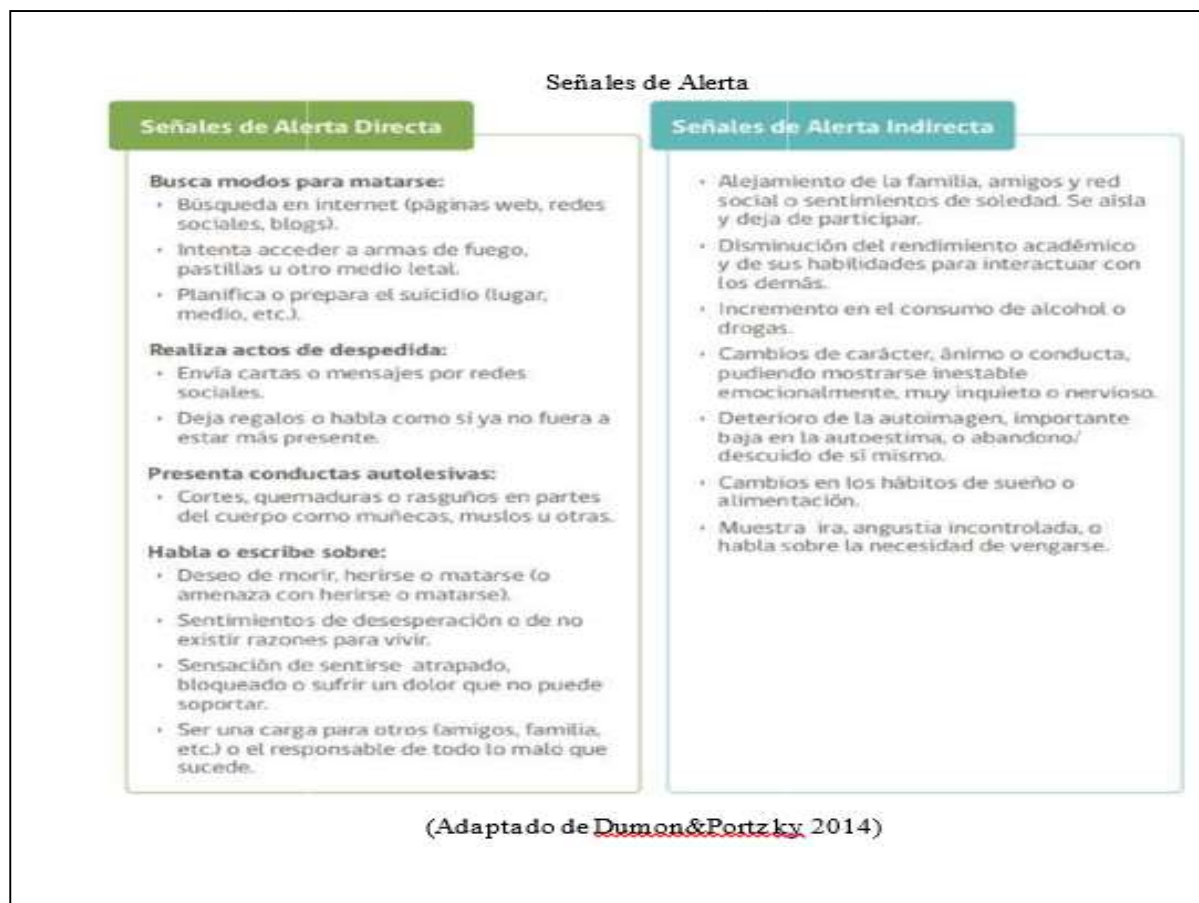 Señales de Alerta
Señales de Alerta Directa
Busca modos para matarse:
• Búsqueda en internet (páginas web, redes
sociales, blogs).
• Intenta acceder a armas de fuego,
pastillas u otro medio letal.
• Planifica o prepara el suicidio (lugar,
medio, etc.).
Realiza actos de despedida:
• Envía cartas o mensajes por redes
sociales.
• Deja regalos o habla como si ya no fuera a
estar más presente.
Presenta conductas autolesivas:
• Cortes, quemaduras o rasguños en partes
del cuerpo como muñecas, muslos u otras.
Habla o escribe sobre:
• Deseo de morir, herirse o matarse (o
amenaza con herirse o matarse).
• Sentimientos de desesperación o de no
existir razones para vivir.
• Sensación de sentirse atrapado,
bloqueado o sufrir un dolor que no puede
soportar.
• Ser una carga para otros (amigos, familia,
etc.) o el responsable de todo lo malo que
sucede.
Señales de Alerta Indirecta
• Alejamiento de la familia, amigos y red
social o sentimientos de soledad. Se aísla
y deja de participar.
• Disminución del rendimiento académico
y de sus habilidades para interactuar con
los demás.
• Incremento en el consumo de alcohol o
drogas.
• Cambios de carácter, ánimo o conducta,
pudiendo mostrarse inestable
emocionalmente, muy inquieto o nervioso.
• Deterioro de la autoimagen, importante
baja en la autoestima, o abandono/
descuido de sí mismo.
• Cambios en los hábitos de sueño o
alimentación.
• Muestra ira, angustia incontrolada, o
habla sobre la necesidad de vengarse.
(Adaptado de Dumon&Portzky 2014)